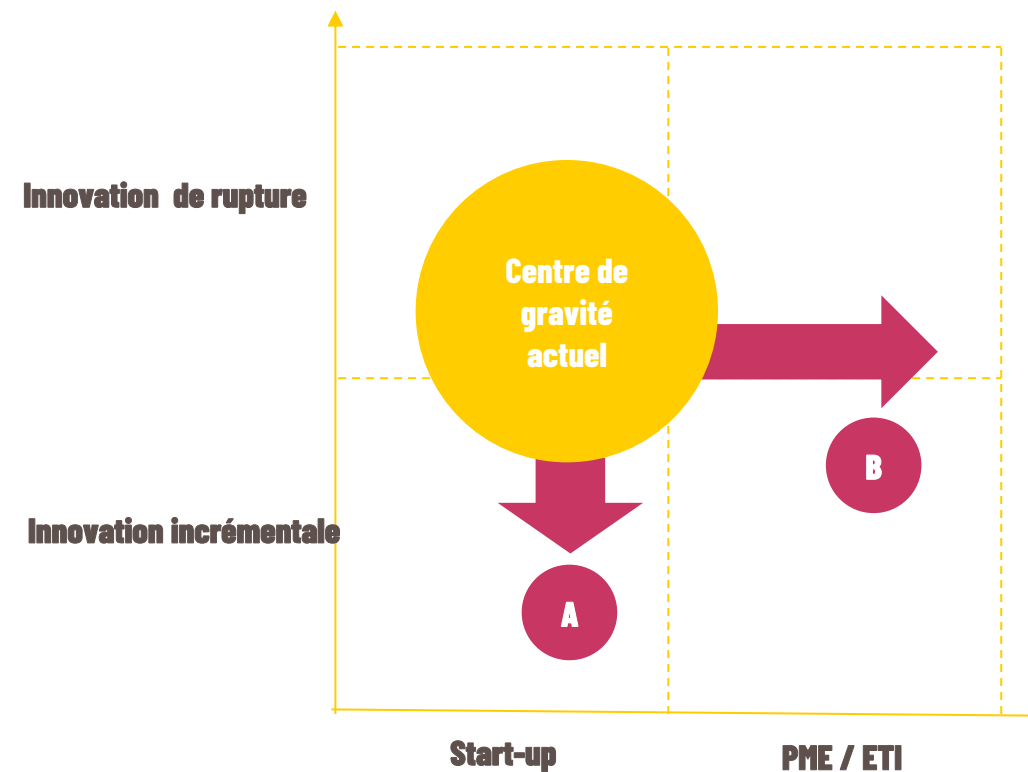 Innovation de rupture
Centre de
gravité
actuel
B
Innovation incrémentale
A
Start-up
PME / ETI